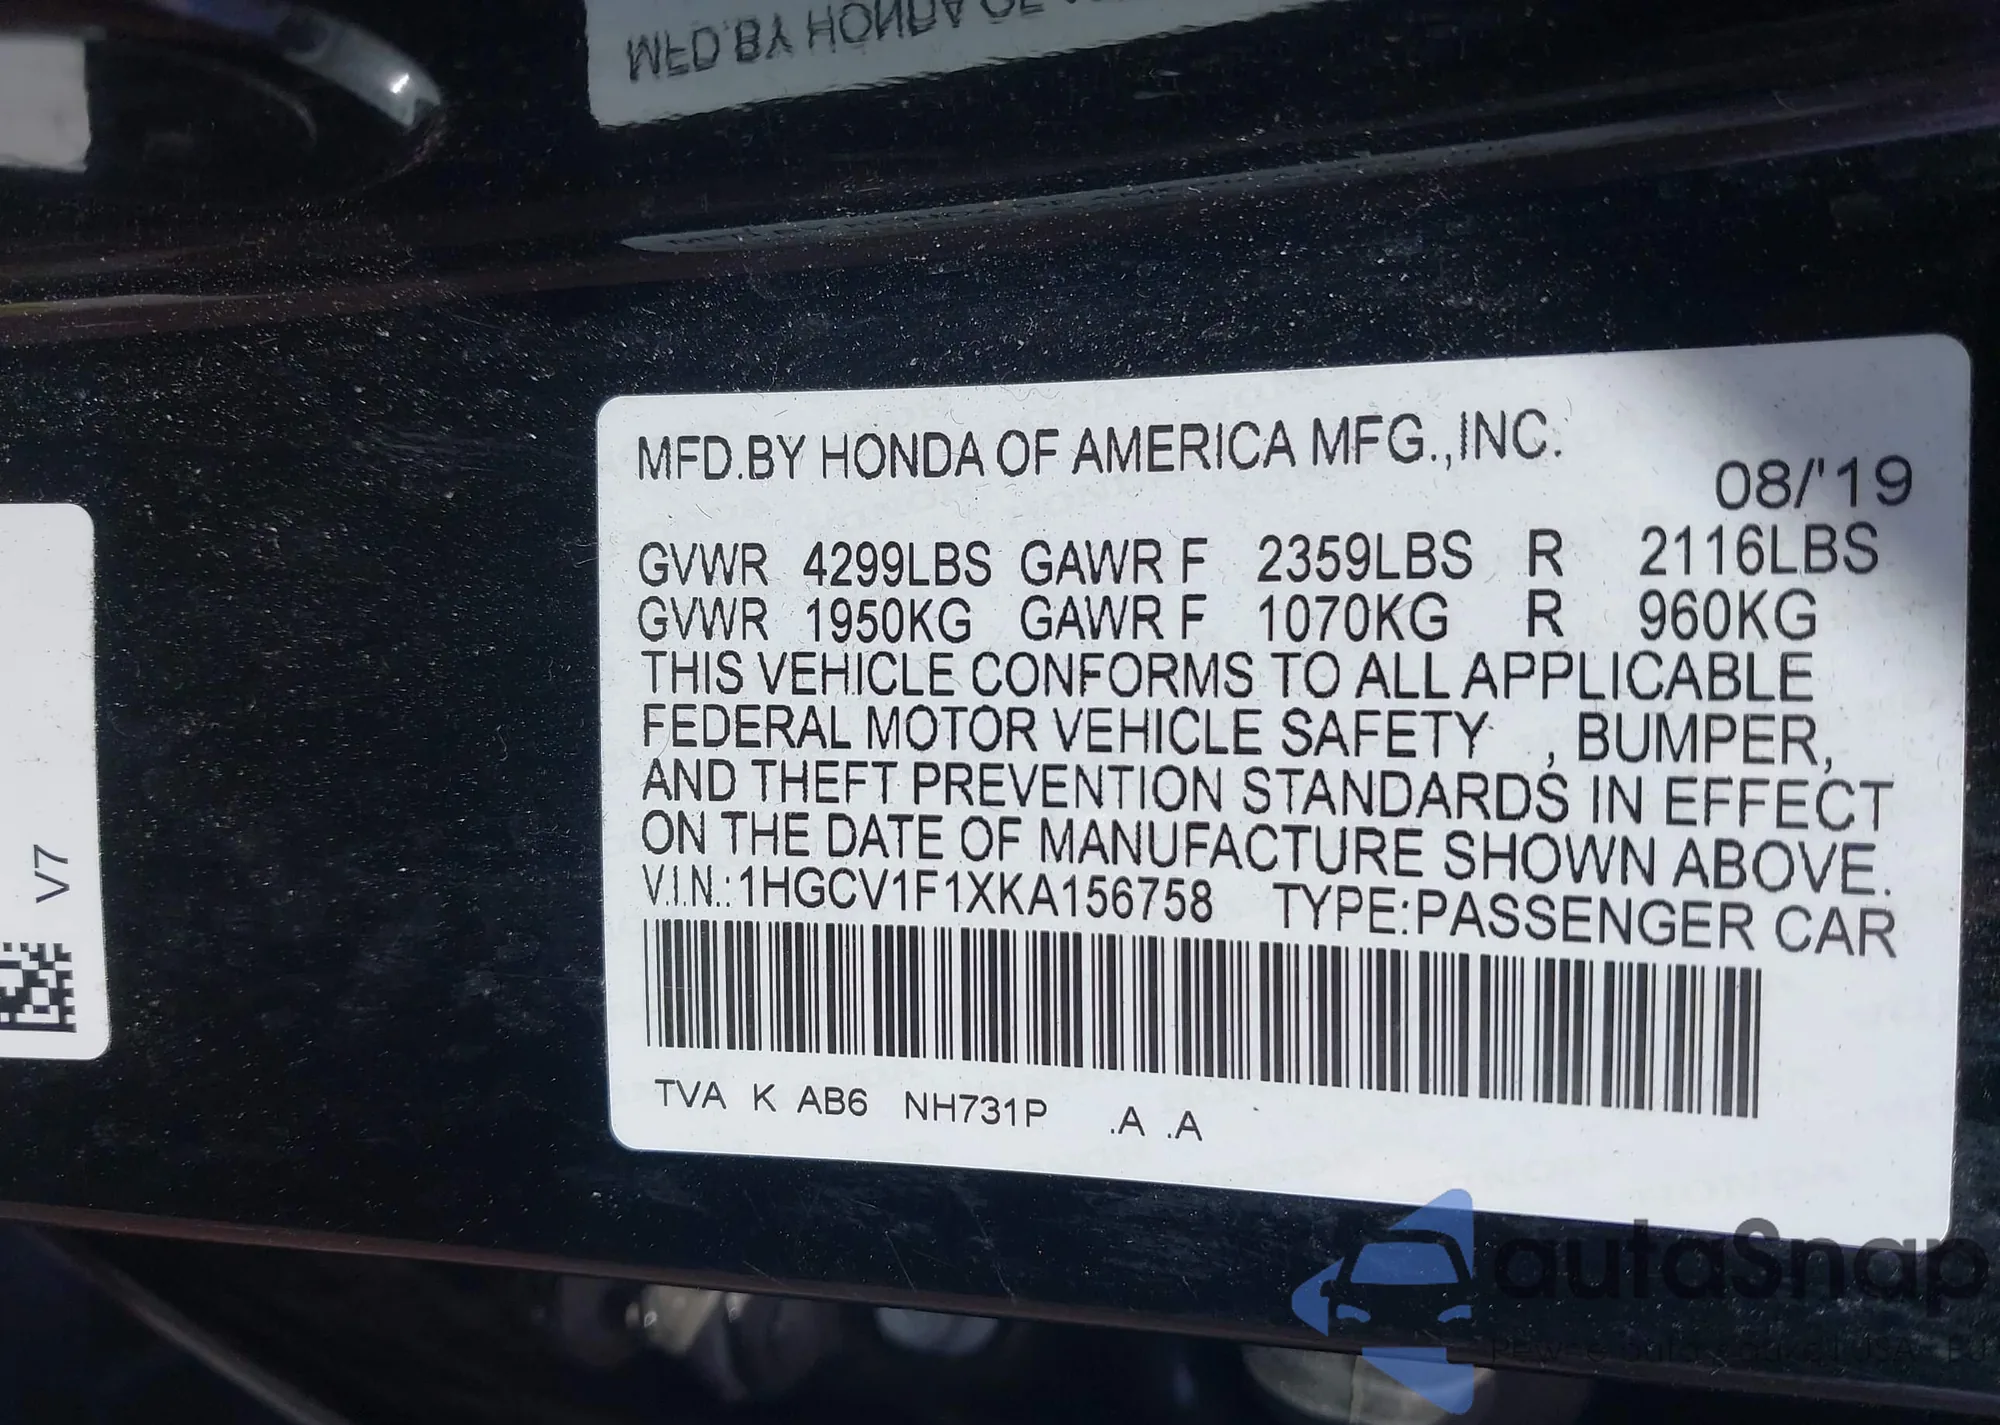 MFD.BY HONDA OF
MFD.BY HONDA OF AMERICA MFG.,INC.
08/'19
GVWR 4299LBS GAWR F 2359LBS R 2116LBS
GVWR 1950KG GAWR F 1070KG R 960KG
THIS VEHICLE CONFORMS TO ALL APPLICABLE
FEDERAL MOTOR VEHICLE SAFETY , BUMPER,
AND THEFT PREVENTION STANDARDS IN EFFECT
ON THE DATE OF MANUFACTURE SHOWN ABOVE.
V.I.N.:1HGCV1F1XKA156758 TYPE:PASSENGER CAR
TVA K AB6 NH731P .A .A
V7
autoSnap